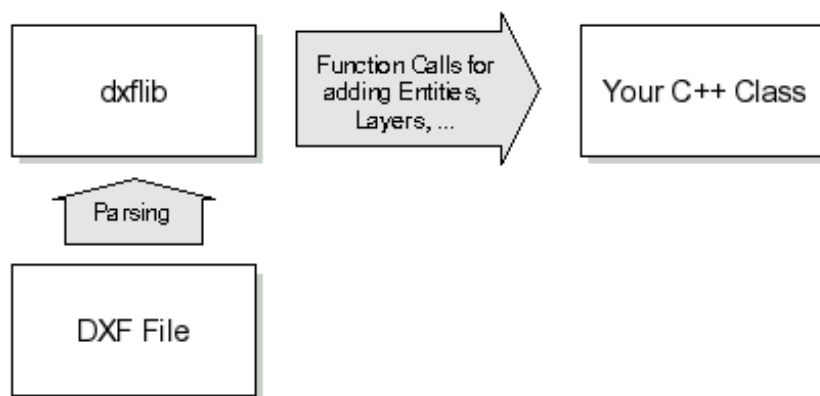 dxflib
Function Calls for
adding Entities,
Layers, ...
Your C++ Class
Parsing
DXF File